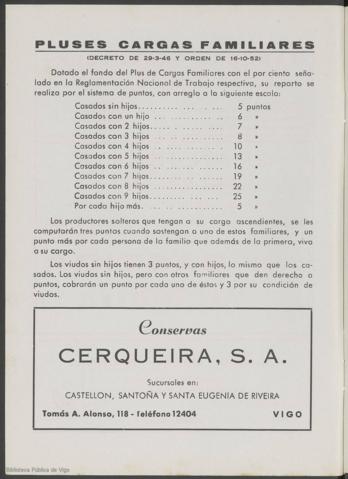 PLUSES CARGAS FAMILIARES
(DECRETO DE 29-3-46 Y ORDEN DE 16-10-52)
Dotado el fondo del Plus de Cargas Familiares con el por ciento seña-
lado en la Reglamentación Nacional de Trabajo respectiva, su reparto se
realiza por el sistema de puntos, con arreglo a la siguiente escala:
Casados sin hijos.......... 5 puntos
Casados con un hijo .......... 6 »
Casados con 2 hijos.......... 7 »
Casados con 3 hijos .......... 8 »
Casados con 4 hijos .......... 10 »
Casados con 5 hijos .......... 13 »
Casados con 6 hijos .......... 16 »
Casados con 7 hijos .......... 19 »
Casados con 8 hijos .......... 22 »
Casados con 9 hijos .......... 25 »
Por cada hijo más.......... 5 »
Los productores solteros que tengan a su cargo ascendientes, se les
computarán tres puntos cuando sostengan a uno de estos familiares, y un
punto más por cada persona de la familia que además de la primera, viva
a su cargo.
Los viudos sin hijos tienen 3 puntos, y con hijos, lo mismo que los ca-
sados. Los viudos sin hijos, pero con otros familiares que den derecho a
puntos, cobrarán un punto por cada uno de éstos y 3 por su condición de
viudos.
Conservas
CERQUEIRA, S. A.
Sucursales en:
CASTELLON, SANTOÑA Y SANTA EUGENIA DE RIVEIRA
Tomás A. Alonso, 118 - Teléfono 12404 VIGO
Biblioteca Pública de Vigo